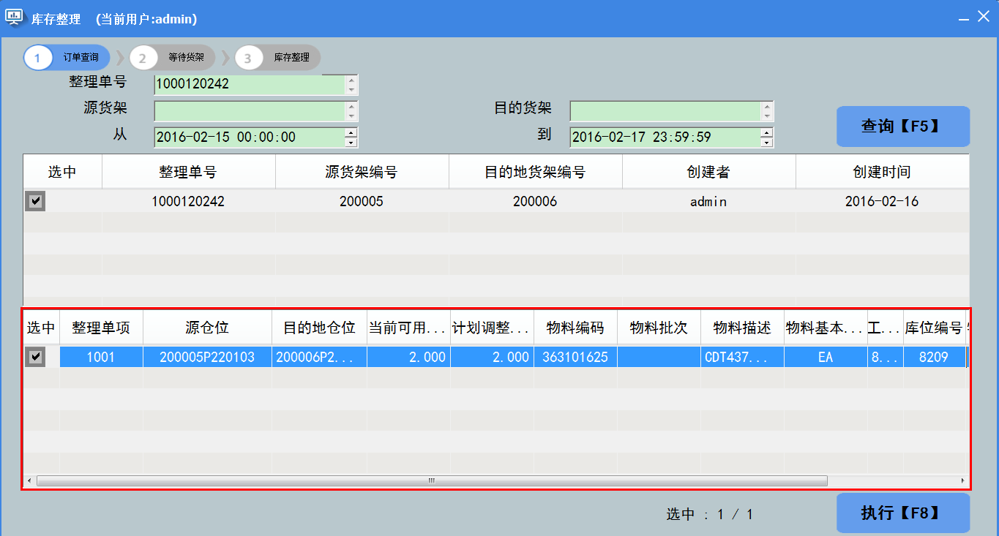 库存整理 (当前用户:admin)
1 订单查询 2 等待货架 3 库存整理
整理单号 1000120242
源货架 目的货架
从 2016-02-15 00:00:00 到 2016-02-17 23:59:59
查询【F5】
选中 整理单号 源货架编号 目的地货架编号 创建者 创建时间
1000120242 200005 200006 admin 2016-02-16
选中 整理单项 源仓位 目的地仓位 当前可用... 计划调整... 物料编码 物料批次 物料描述 物料基本... 工... 库位编号
1001 200005P220103 200006P2... 2.000 2.000 363101625 CDT437... EA 8... 8209
选中 : 1 / 1
执行【F8】